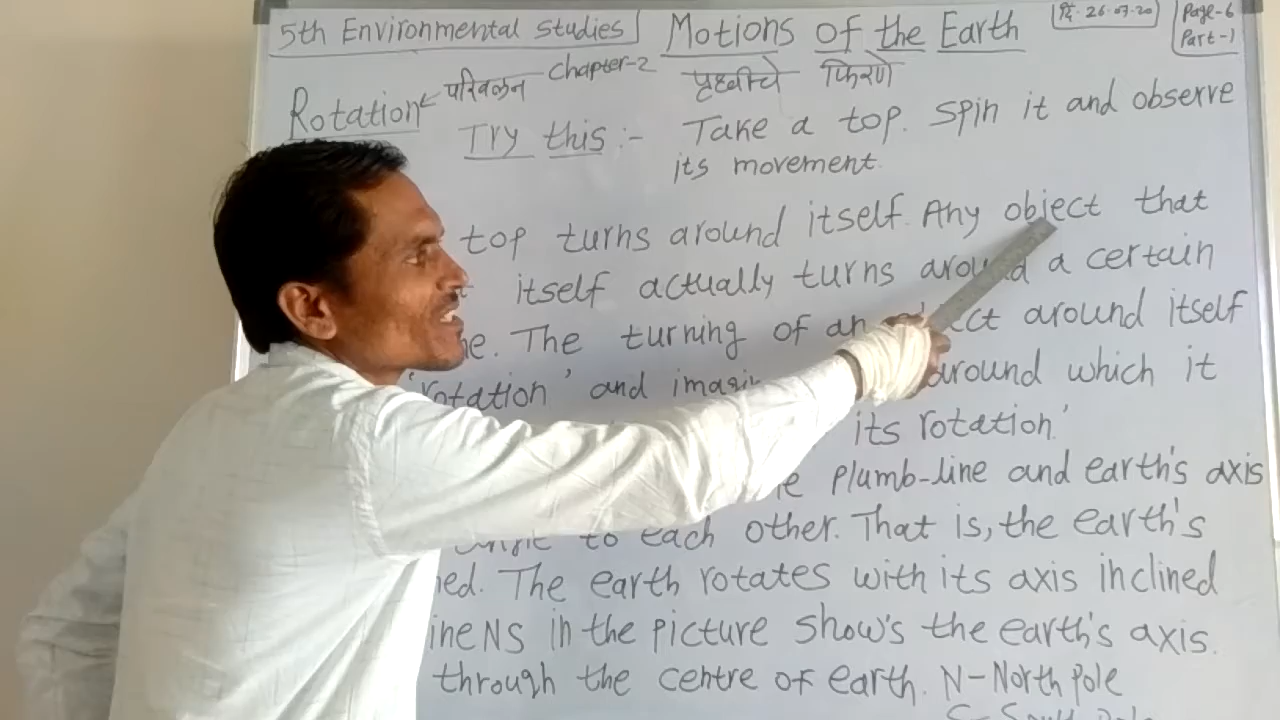 5th Environmental Studies
Motions of the Earth
दि. 26.07.20
Page-6
Part-1
Chapter-2
पृथ्वीचे फिरणे
Rotation ← परिवलन
Try this :- Take a top. Spin it and observe
its movement.
top turns around itself. Any object that
itself actually turns around a certain
The turning of an object around itself
'rotation' and around which it
its rotation'
plumb-line and earth's axis
to each other. That is, the earth's
The earth rotates with its axis inclined
NS in the picture show's the earth's axis.
through the centre of earth. N-North pole